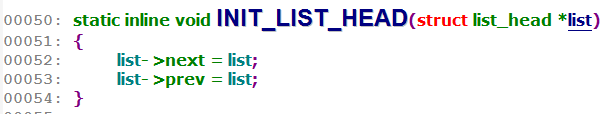 00050: static inline void INIT_LIST_HEAD(struct list_head *list)
00051: {
00052: list->next = list;
00053: list->prev = list;
00054: }